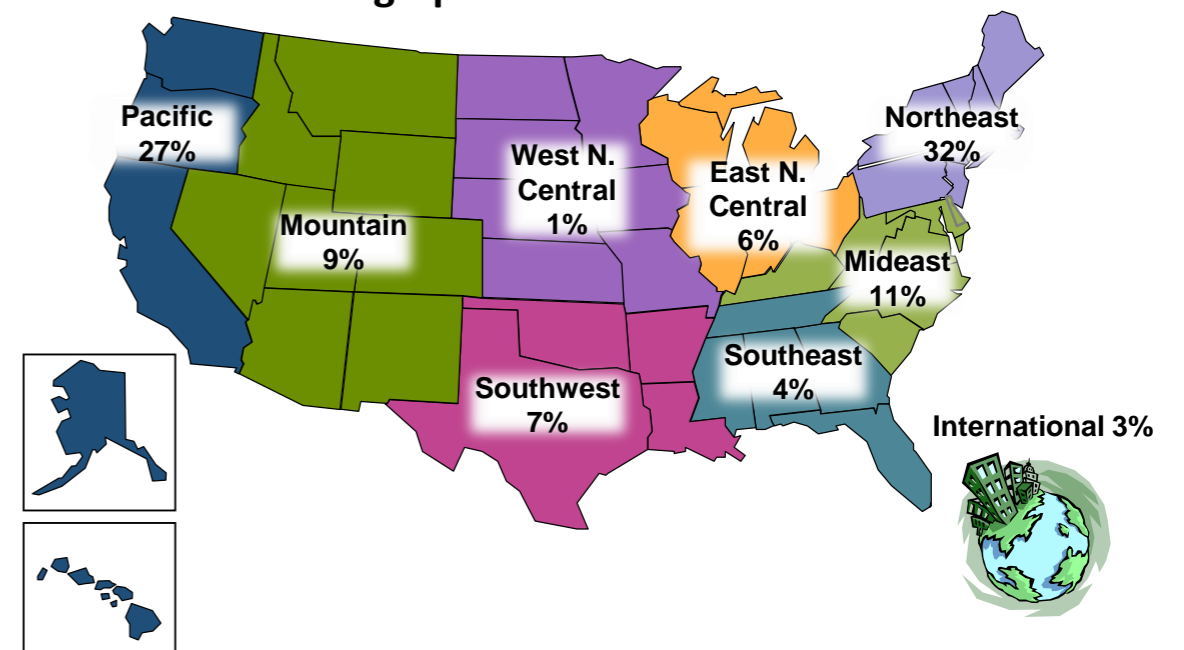 Pacific
27%
Northeast
32%
West N.
Central
1%
East N.
Central
6%
Mountain
9%
Mideast
11%
Southeast
4%
Southwest
7%
International 3%